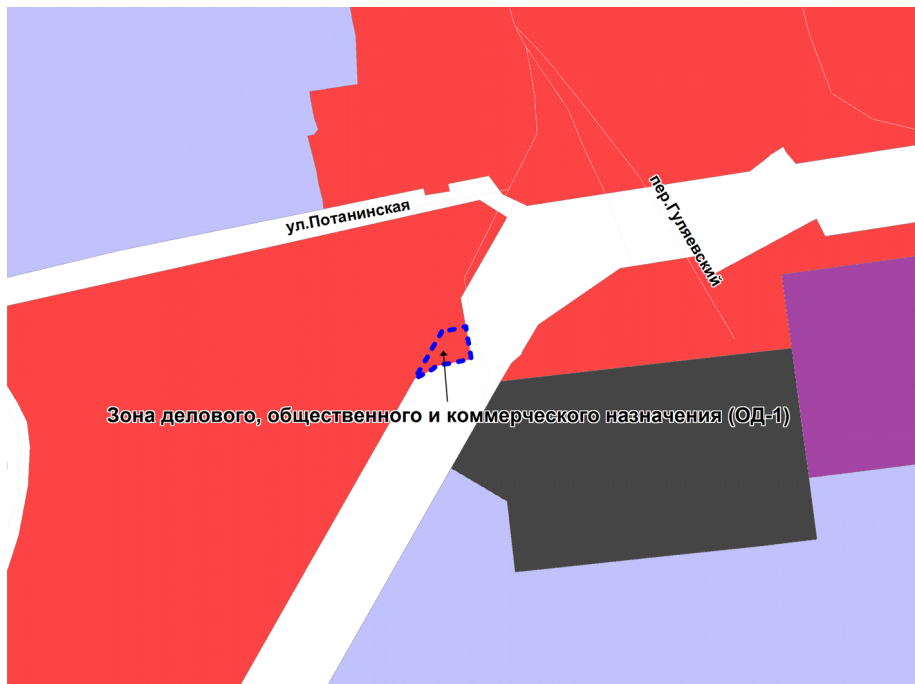 ул.Потанинская
пер.Гуляевский
Зона делового, общественного и коммерческого назначения (ОД-1)